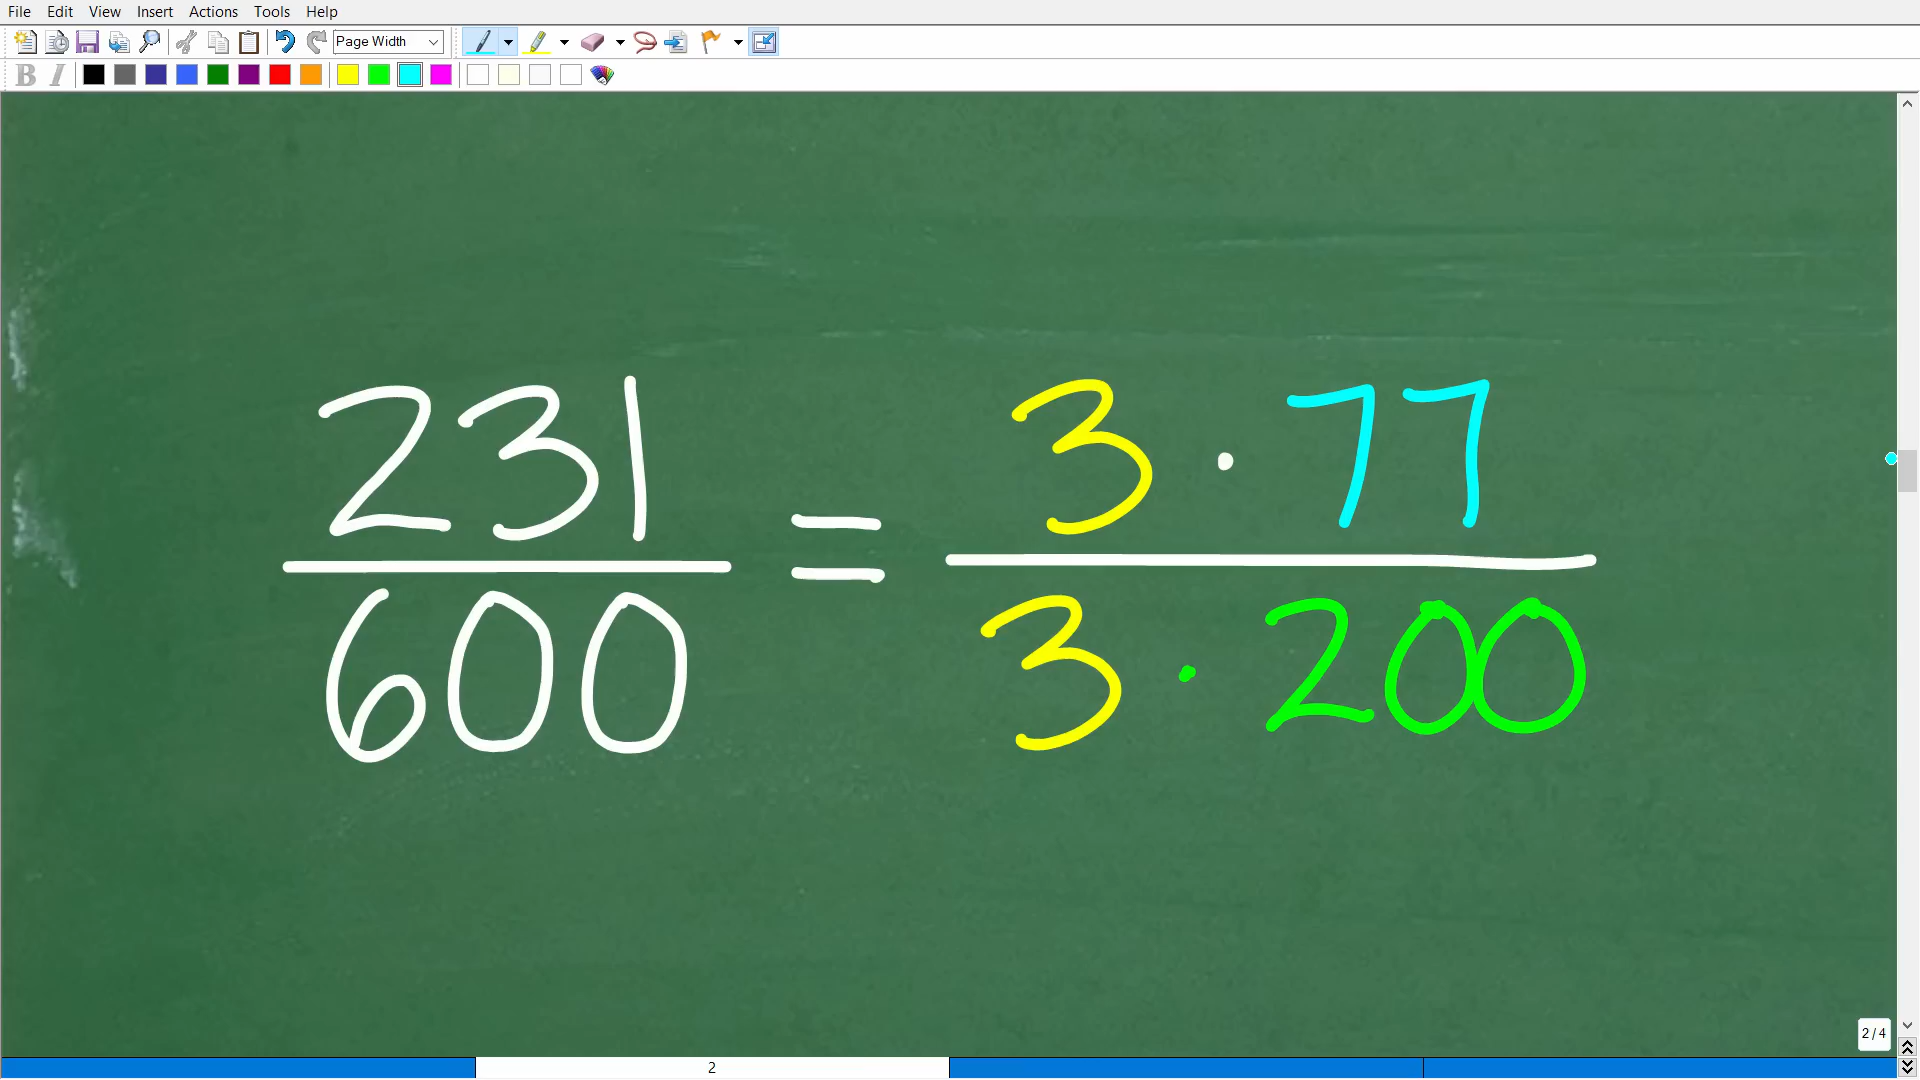 File Edit View Insert Actions Tools Help
Page Width
B I
231 / 600 = 3 · 77 / 3 · 200
2 / 4
2